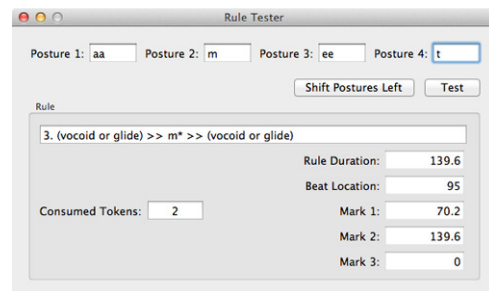 Rule Tester
Posture 1: aa Posture 2: m Posture 3: ee Posture 4: t
Shift Postures Left Test
Rule
3. (vocoid or glide) >> m* >> (vocoid or glide)
Rule Duration: 139.6
Beat Location: 95
Consumed Tokens: 2 Mark 1: 70.2
Mark 2: 139.6
Mark 3: 0